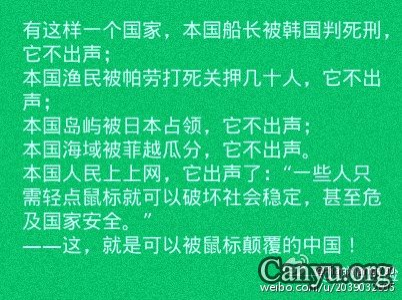 有这样一个国家，本国船长被韩国判死刑，
它不出声；
本国渔民被帕劳打死关押几十人，它不出
声；
本国岛屿被日本占领，它不出声；
本国海域被菲越瓜分，它不出声。
本国人民上上网，它出声了：“一些人只
需轻点鼠标就可以破坏社会稳定，甚至危
及国家安全。”
——这，就是可以被鼠标颠覆的中国！
Canyu.org